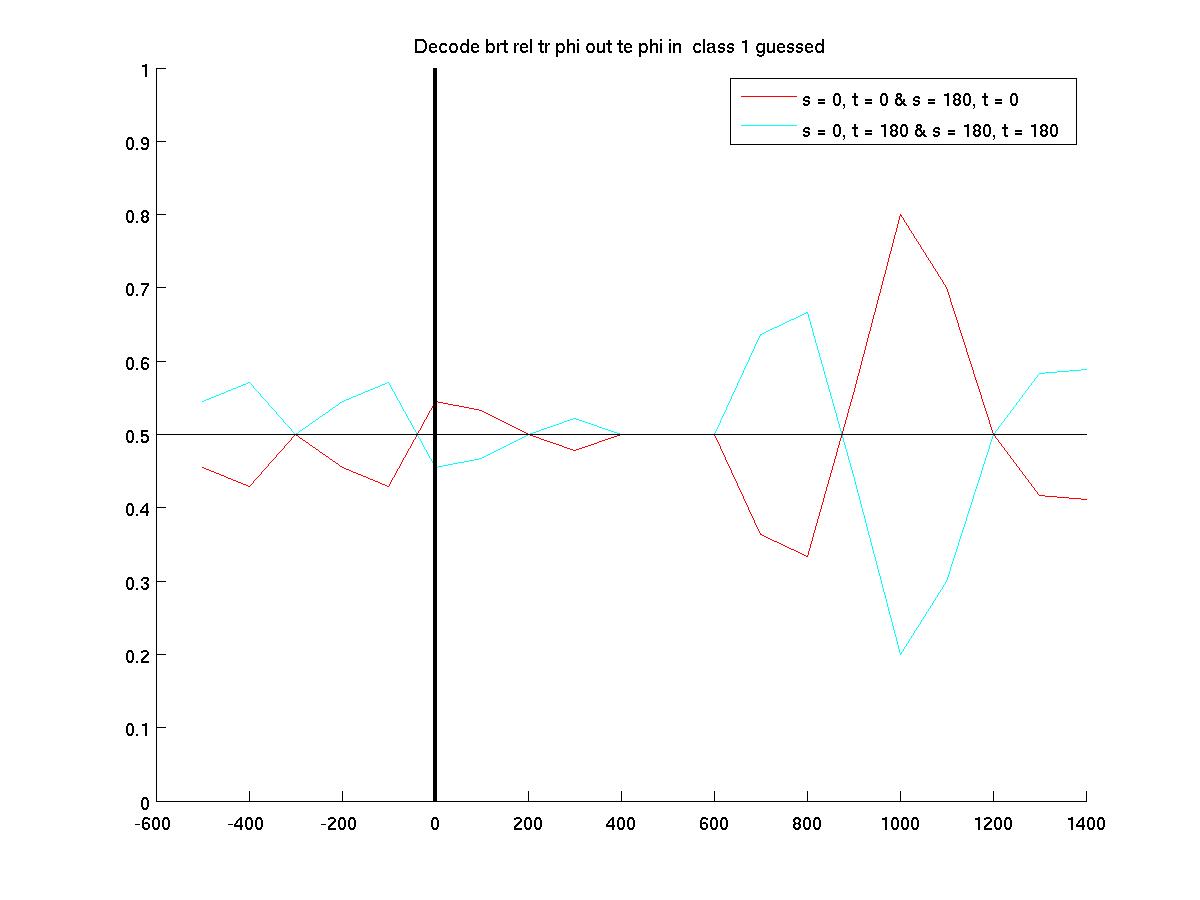 Decode brt rel tr phi out te phi in  class 1 guessed
s = 0, t = 0 & s = 180, t = 0
s = 0, t = 180 & s = 180, t = 180
1
0.9
0.8
0.7
0.6
0.5
0.4
0.3
0.2
0.1
0
-600 -400 -200 0 200 400 600 800 1000 1200 1400